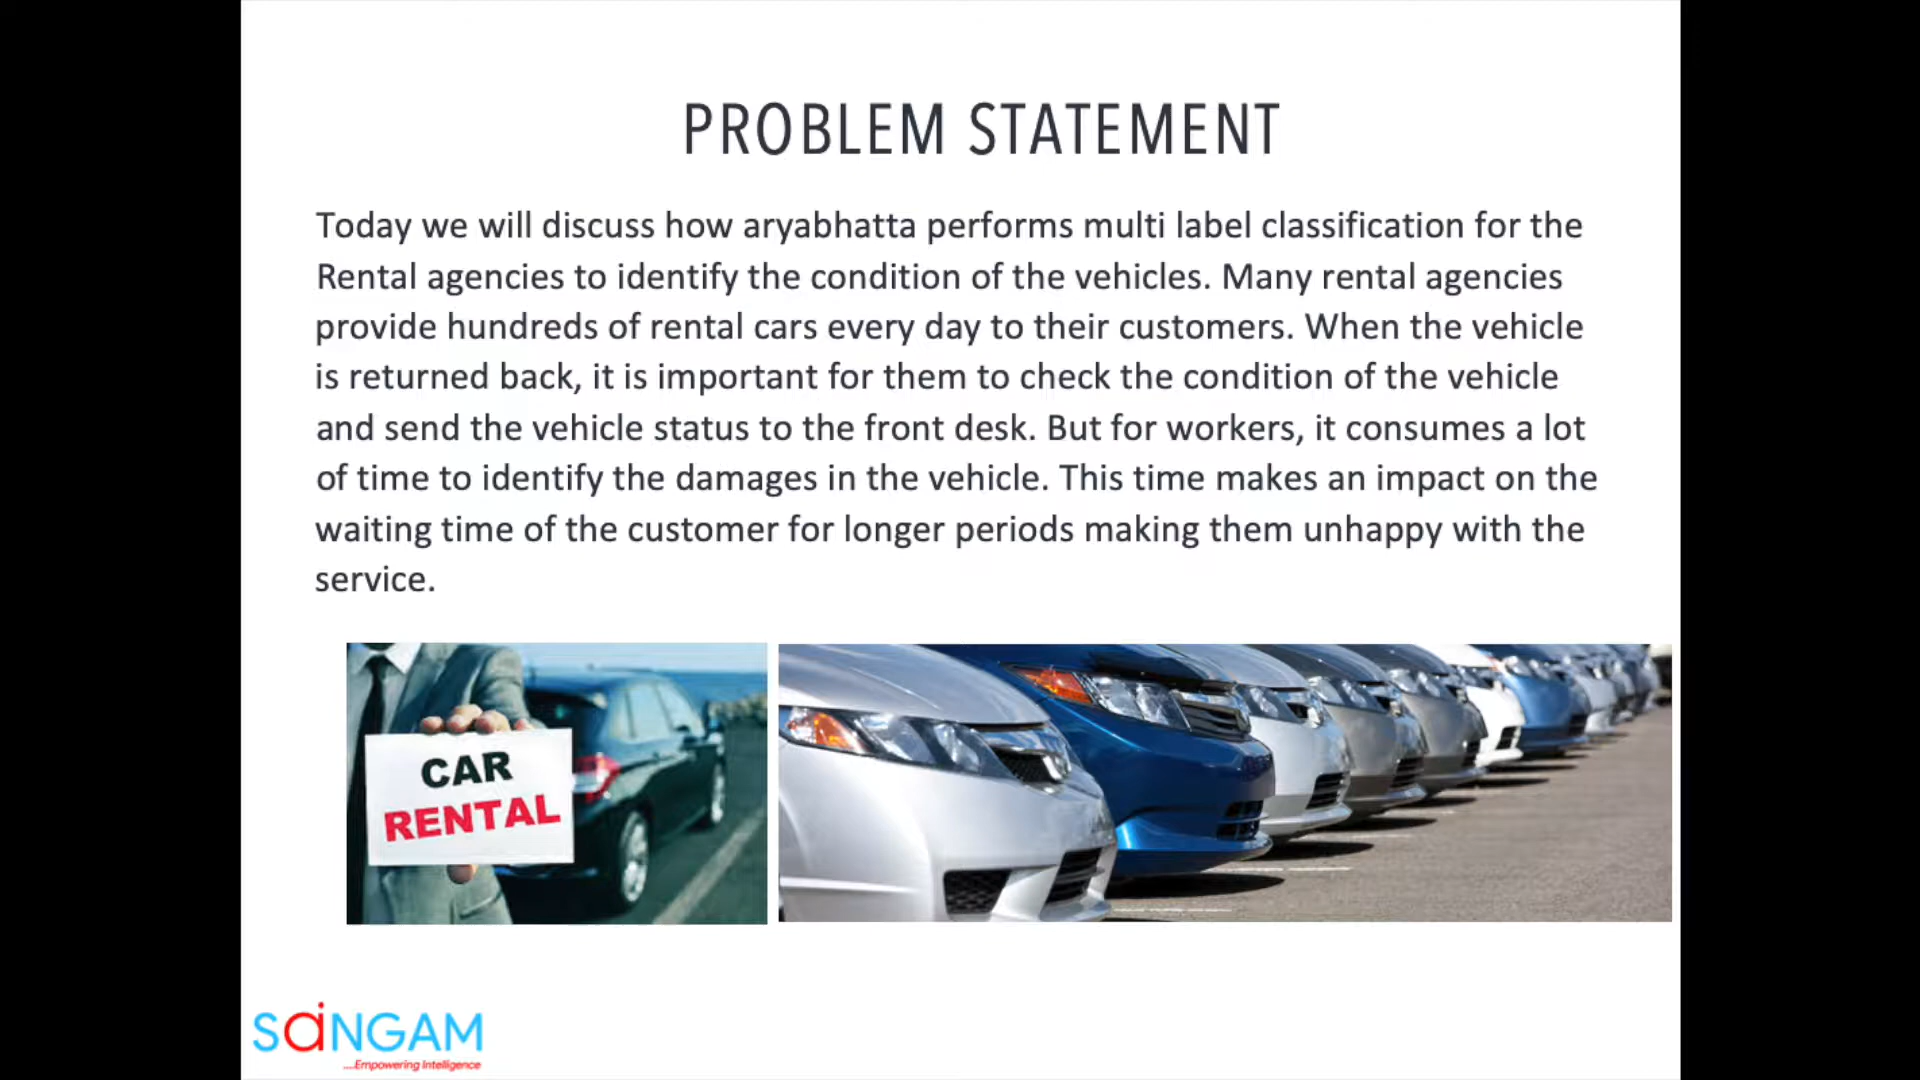 PROBLEM STATEMENT
Today we will discuss how aryabhatta performs multi label classification for the
Rental agencies to identify the condition of the vehicles. Many rental agencies
provide hundreds of rental cars every day to their customers. When the vehicle
is returned back, it is important for them to check the condition of the vehicle
and send the vehicle status to the front desk. But for workers, it consumes a lot
of time to identify the damages in the vehicle. This time makes an impact on the
waiting time of the customer for longer periods making them unhappy with the
service.
CAR
RENTAL
SaiNGAM
....Empowering Intelligence